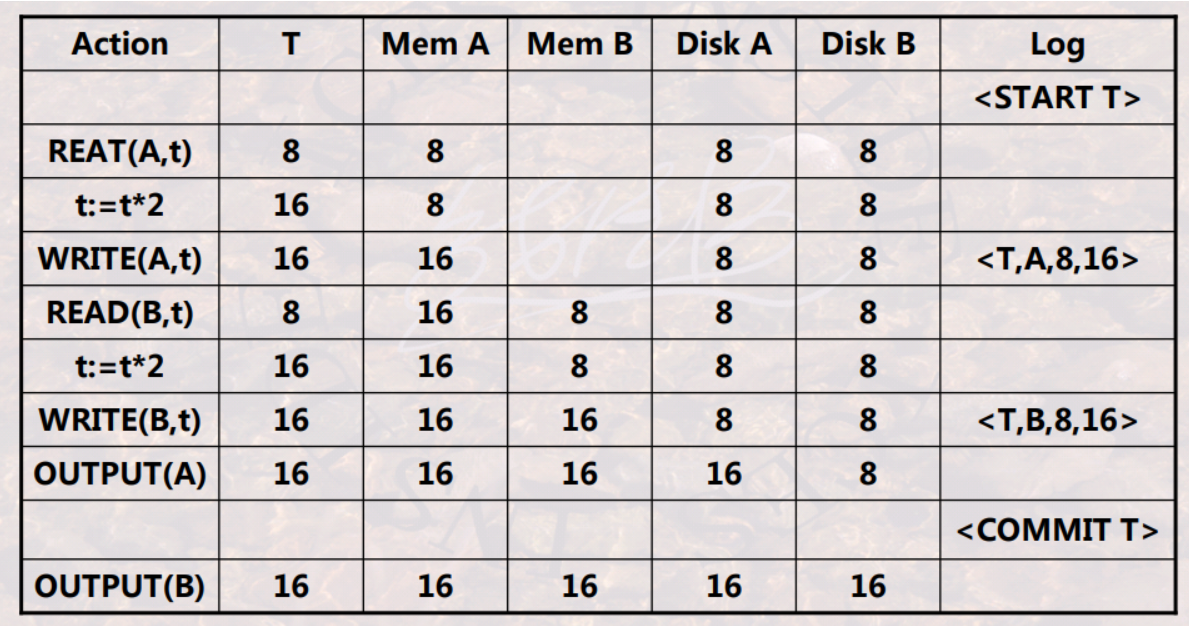 Action T Mem A Mem B Disk A Disk B Log
<START T>
REAT(A,t) 8 8 8 8
t:=t*2 16 8 8 8
WRITE(A,t) 16 16 8 8 <T,A,8,16>
READ(B,t) 8 16 8 8 8
t:=t*2 16 16 8 8 8
WRITE(B,t) 16 16 16 8 8 <T,B,8,16>
OUTPUT(A) 16 16 16 16 8
<COMMIT T>
OUTPUT(B) 16 16 16 16 16